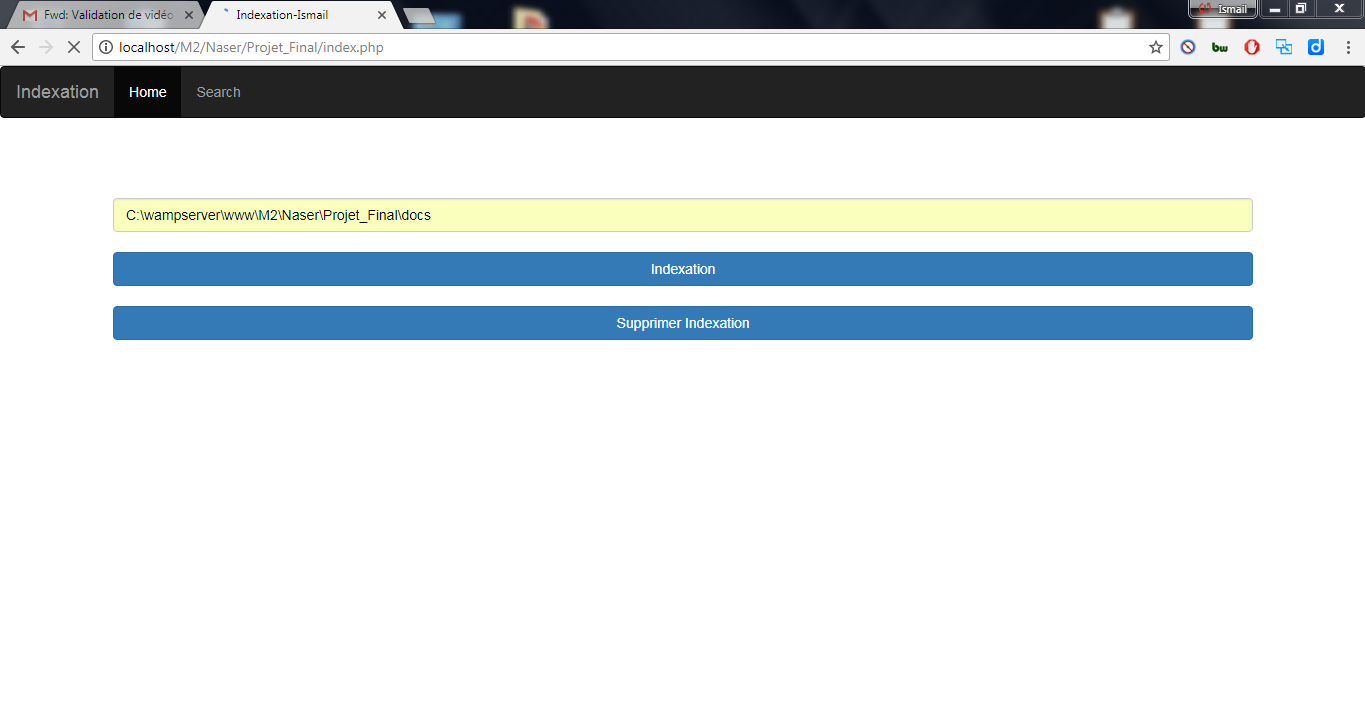 Fwd: Validation de vidéo
Indexation-Ismail
Ismail
localhost/M2/Naser/Projet_Final/index.php
bw
d
Indexation Home Search
C:\wampserver\www\M2\Naser\Projet_Final\docs
Indexation
Supprimer Indexation